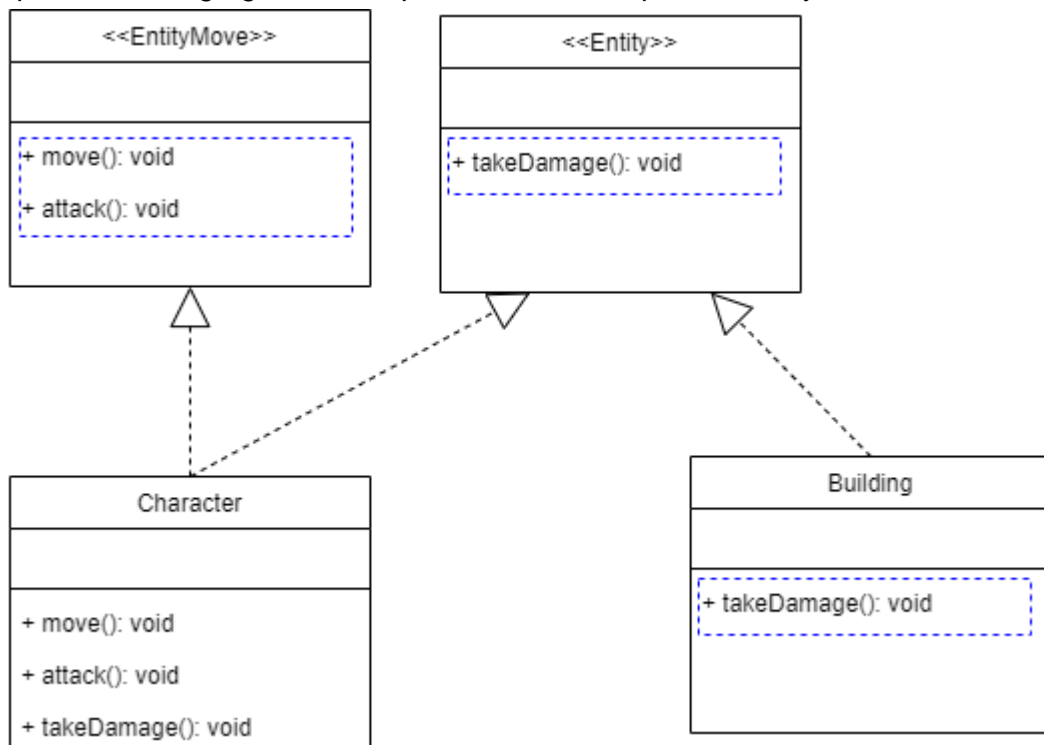 <<EntityMove>>
+ move(): void
+ attack(): void
<<Entity>>
+ takeDamage(): void
Character
+ move(): void
+ attack(): void
+ takeDamage(): void
Building
+ takeDamage(): void